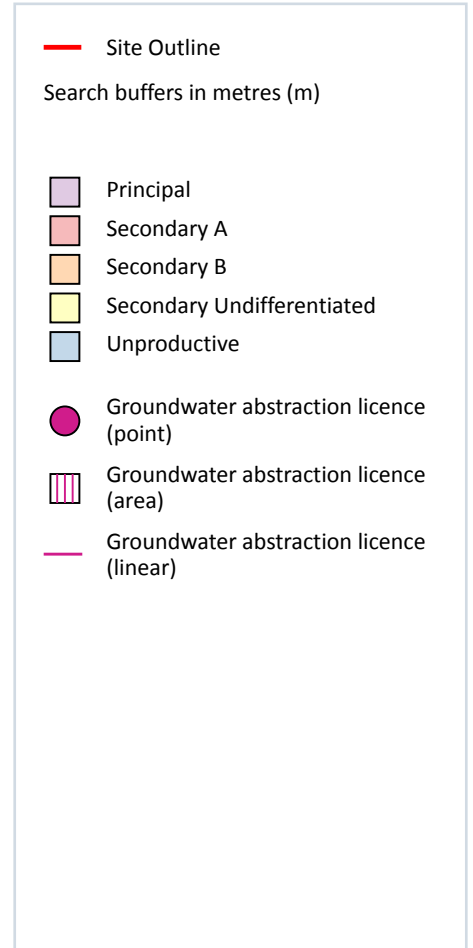 Site Outline
Search buffers in metres (m)
Principal
Secondary A
Secondary B
Secondary Undifferentiated
Unproductive
Groundwater abstraction licence
(point)
Groundwater abstraction licence
(area)
Groundwater abstraction licence
(linear)